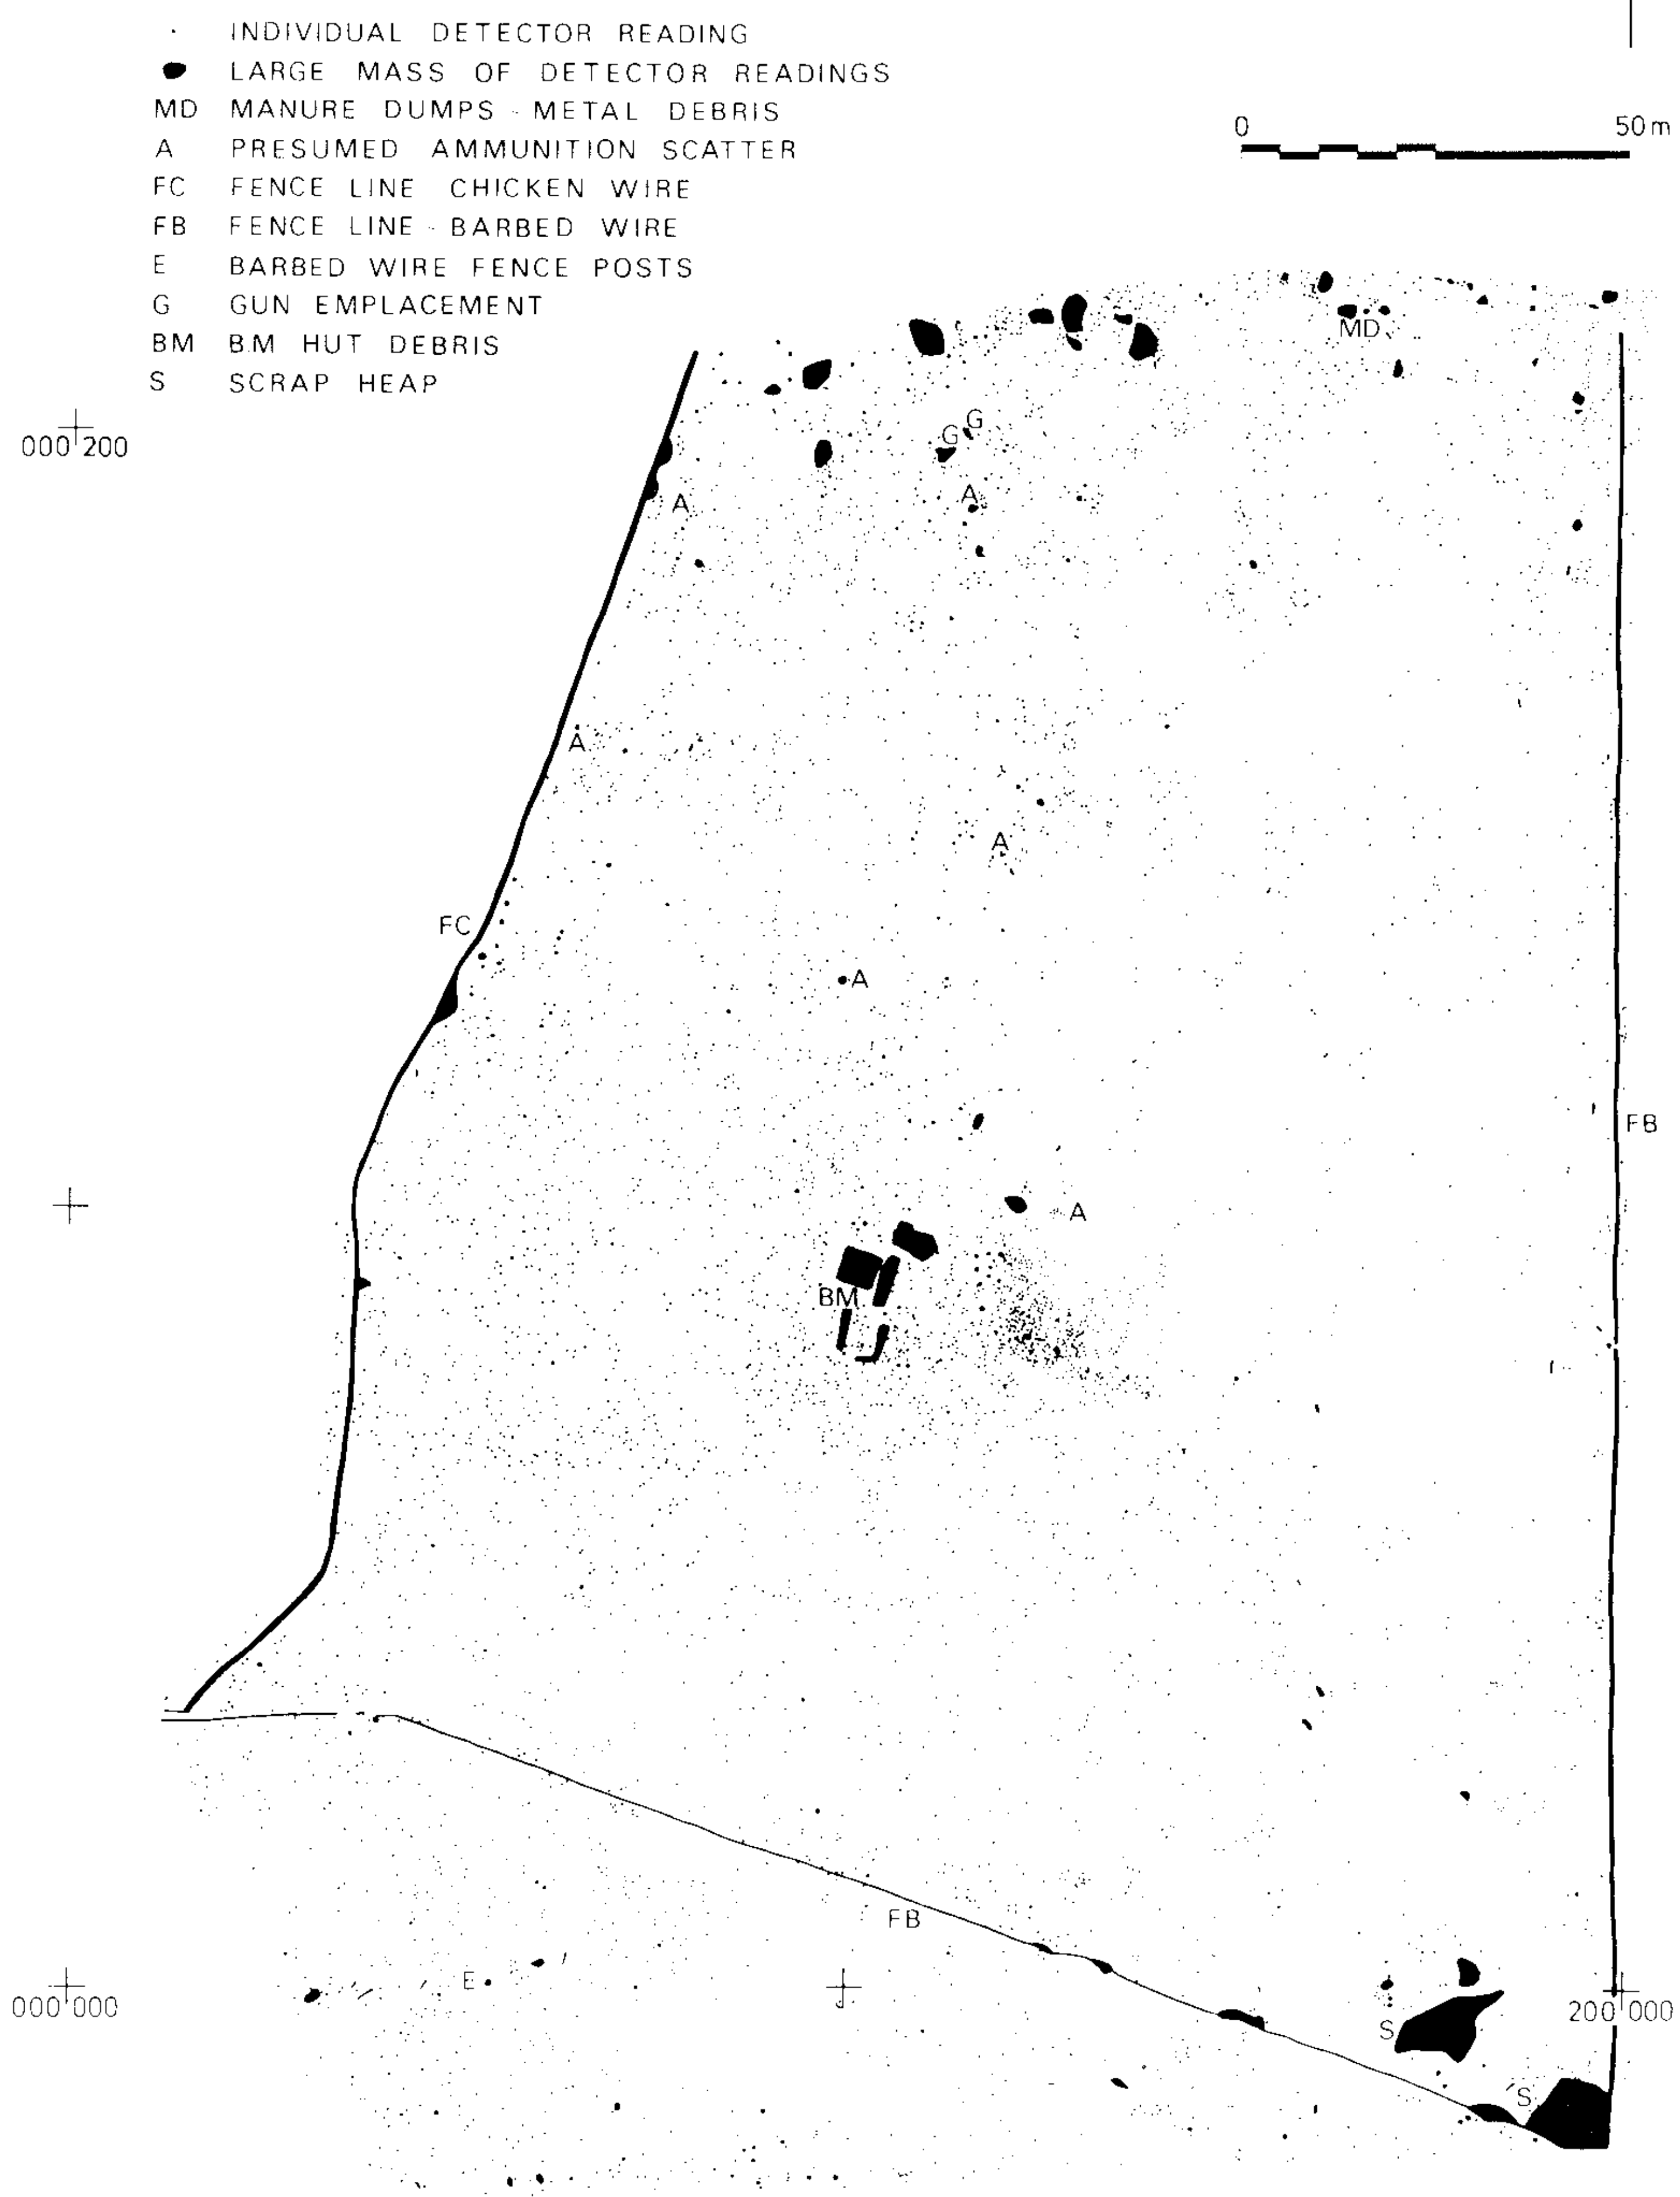 · INDIVIDUAL DETECTOR READING
LARGE MASS OF DETECTOR READINGS
MD MANURE DUMPS - METAL DEBRIS
A PRESUMED AMMUNITION SCATTER
FC FENCE LINE CHICKEN WIRE
FB FENCE LINE - BARBED WIRE
E BARBED WIRE FENCE POSTS
G GUN EMPLACEMENT
BM B.M HUT DEBRIS
S SCRAP HEAP
0 50m
MD
000 200
G
G
A
A
A
A
FC
A
FB
A
BM
FB
E
000 000
200 000
S
S